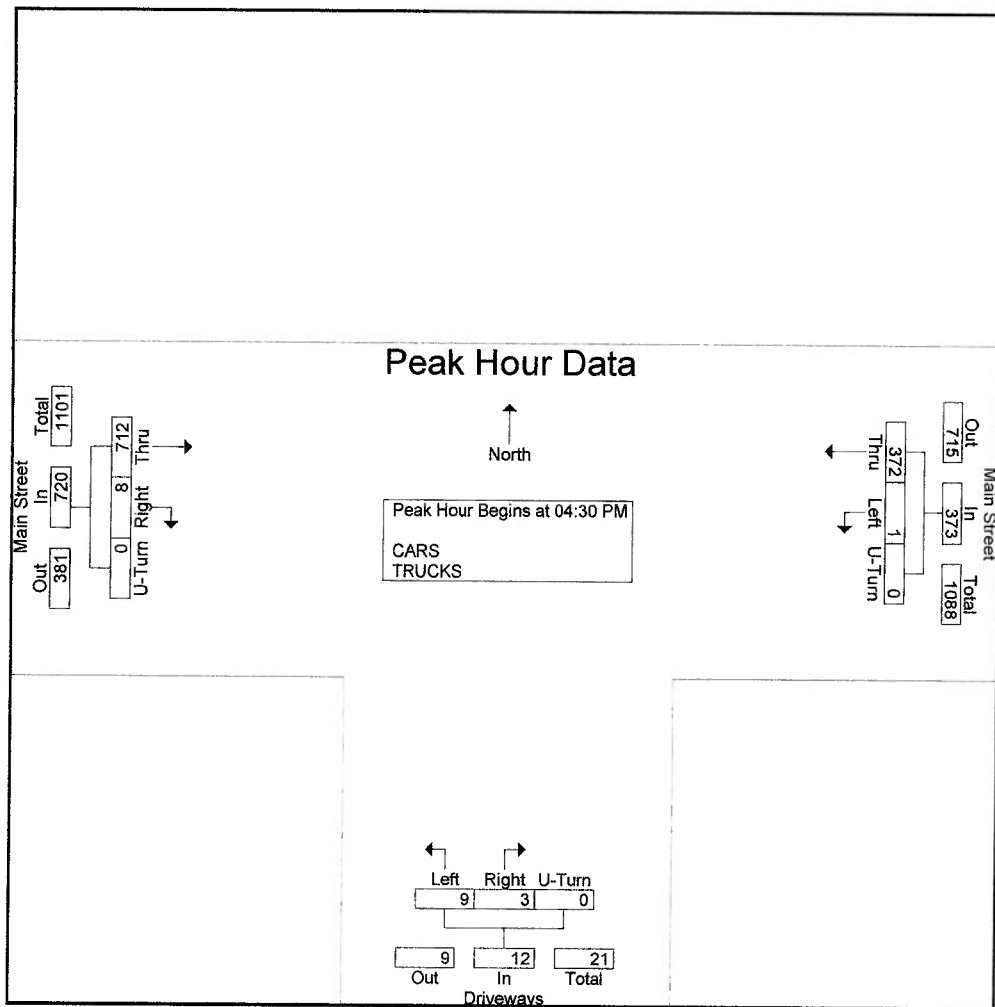 Peak Hour Data
North
Peak Hour Begins at 04:30 PM
CARS
TRUCKS
Main Street
Out In Total
381 720 1101
U-Turn Right Thru
0 8 712
Main Street
Out In Total
715 373 1088
Thru Left U-Turn
372 1 0
Left Right U-Turn
9 3 0
9 12 21
Out In Total
Driveways